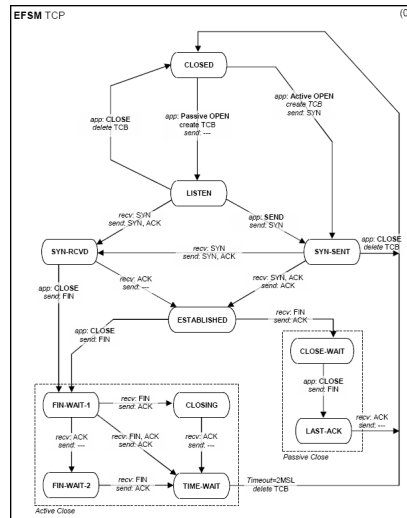 EFSM TCP
(0
CLOSED
app: CLOSE
delete TCB
app: Passive OPEN
create TCB
send: ---
app: Active OPEN
create TCB
send: SYN
LISTEN
recv: SYN
send: SYN, ACK
app: SEND
send: SYN
SYN-RCVD
recv: SYN
send: SYN, ACK
SYN-SENT
app: CLOSE
delete TCB
recv: ACK
send: ---
recv: SYN, ACK
send: ACK
app: CLOSE
send: FIN
ESTABLISHED
recv: FIN
send: ACK
app: CLOSE
send: FIN
CLOSE-WAIT
app: CLOSE
send: FIN
FIN-WAIT-1
recv: FIN
send: ACK
CLOSING
LAST-ACK
recv: ACK
send: ---
Passive Close
recv: ACK
send: ---
recv: FIN, ACK
send: ACK
recv: ACK
send: ---
FIN-WAIT-2
recv: FIN
send: ACK
TIME-WAIT
Timeout=2MSL
delete TCB
Active Close